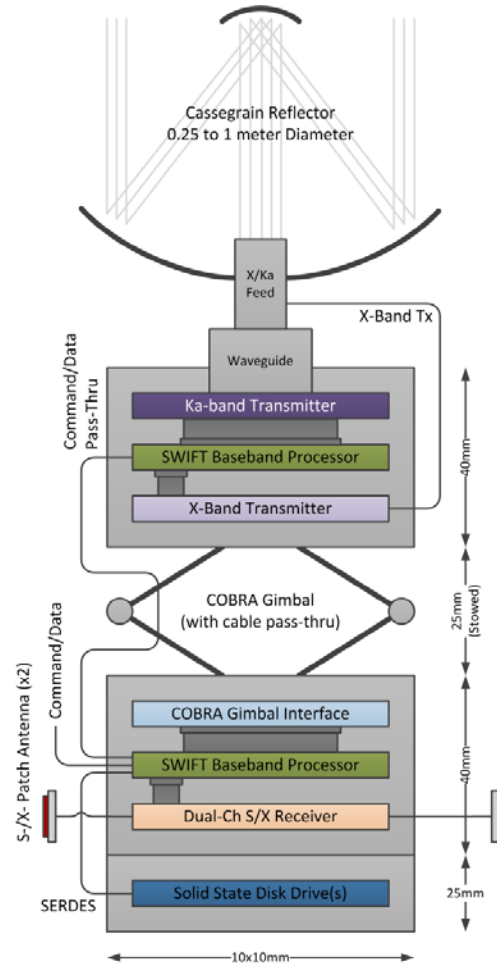 Cassegrain Reflector
0.25 to 1 meter Diameter
X/Ka
Feed
X-Band Tx
Waveguide
Command/Data
Pass-Thru
Ka-band Transmitter
SWIFT Baseband Processor
X-Band Transmitter
40mm
COBRA Gimbal
(with cable pass-thru)
25mm
(Stowed)
S-/X- Patch Antenna (x2)
Command/Data
COBRA Gimbal Interface
SWIFT Baseband Processor
Dual-Ch S/X Receiver
40mm
Solid State Disk Drive(s)
SERDES
25mm
10x10mm